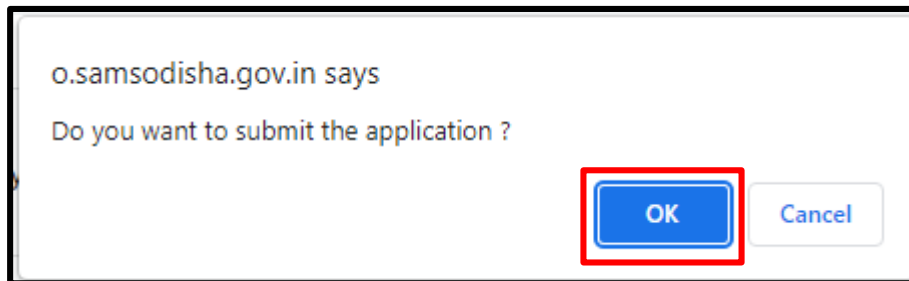 o.samsodisha.gov.in says
Do you want to submit the application ?
OK Cancel